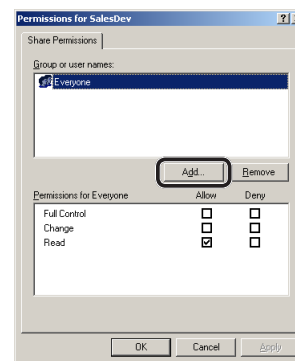 Permissions for SalesDev
Share Permissions
Group or user names:
Everyone
Add... Remove
Permissions for Everyone Allow Deny
Full Control
Change
Read
OK Cancel Apply